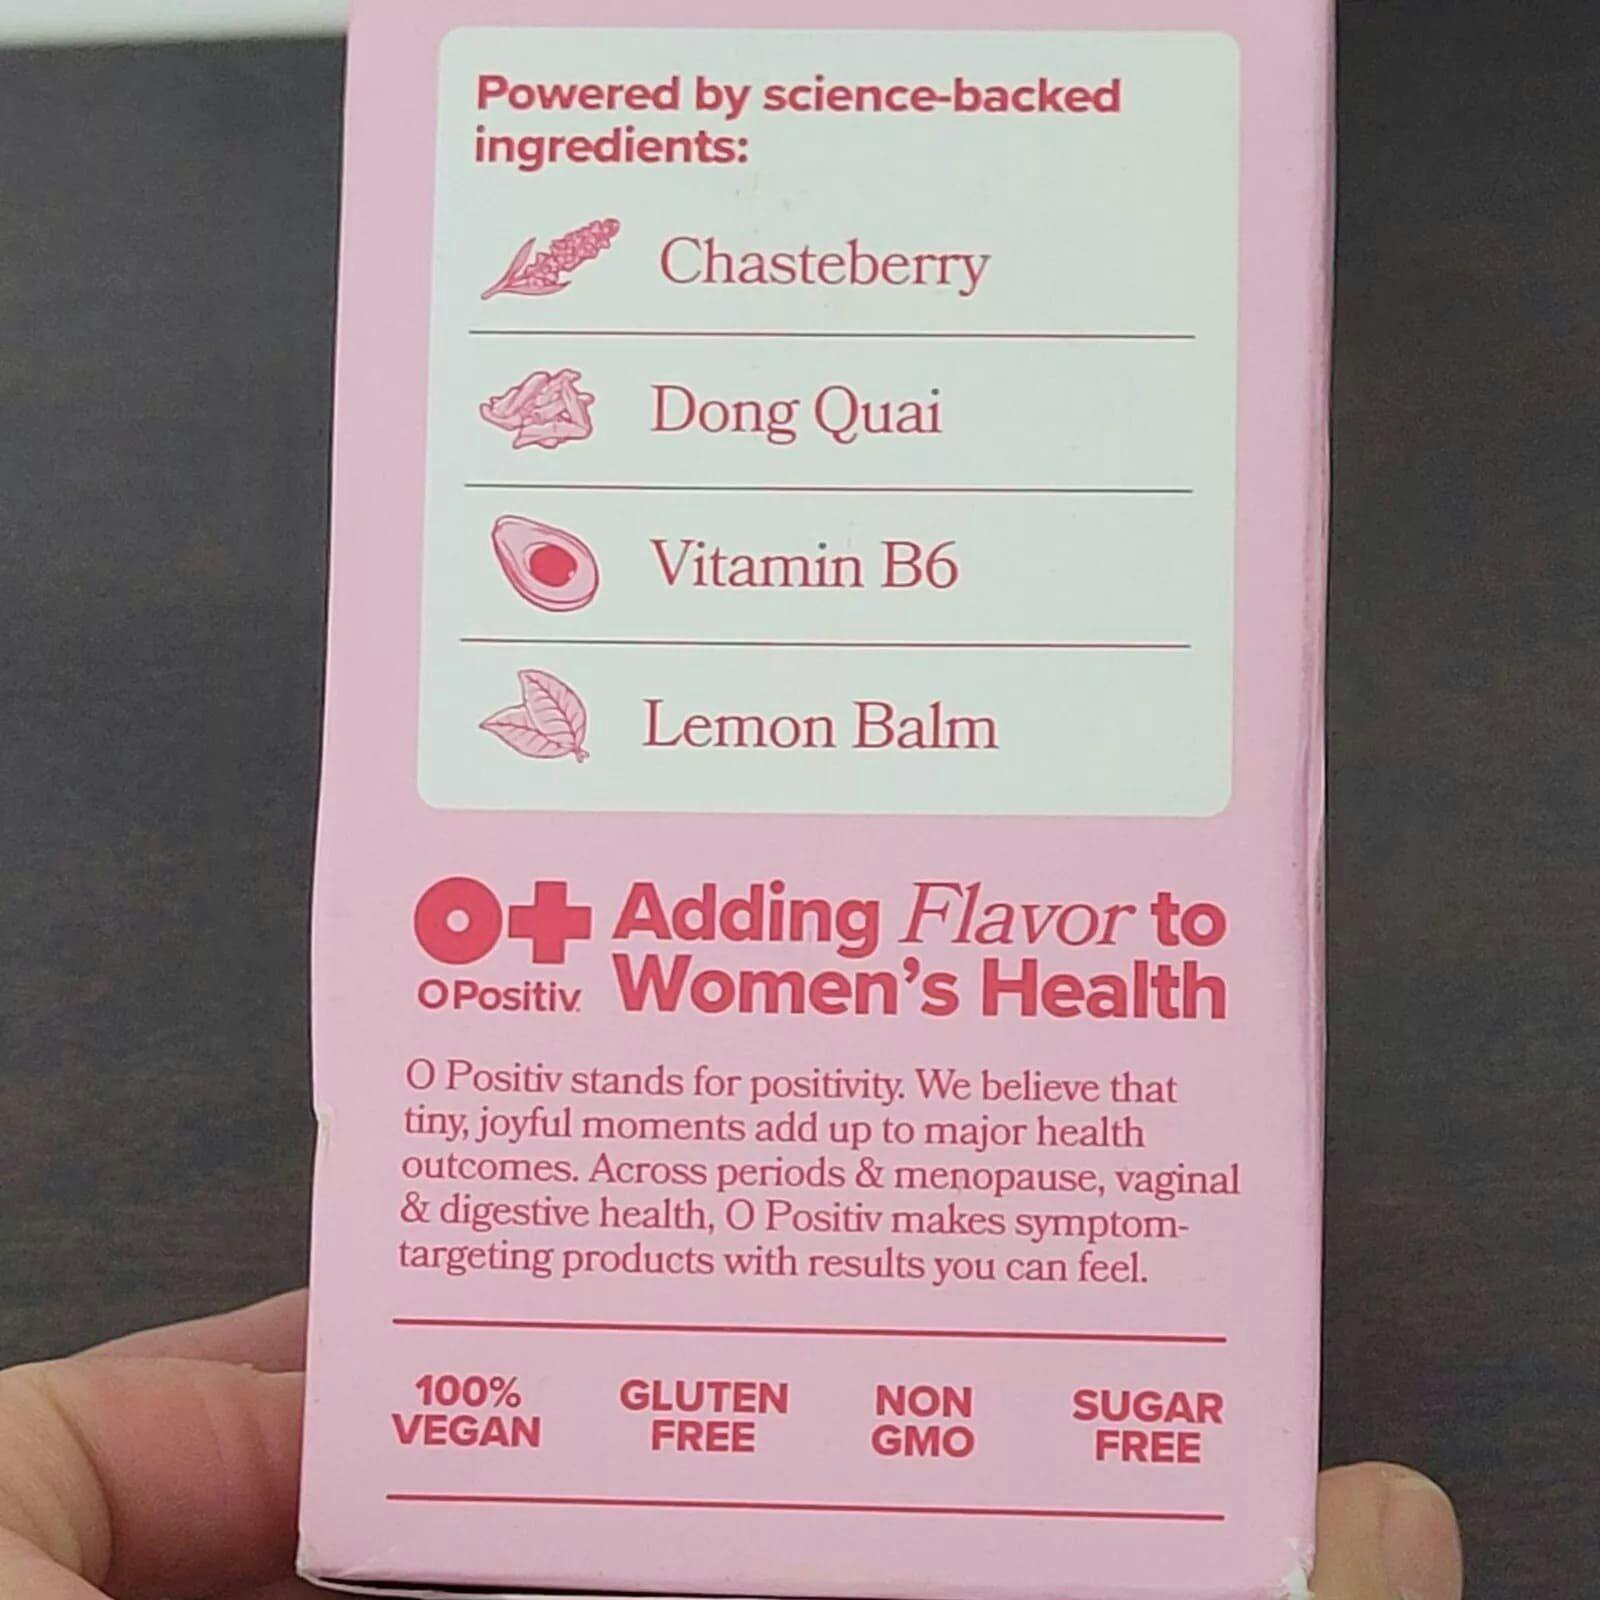 Powered by science-backed
ingredients:
Chasteberry
Dong Quai
Vitamin B6
Lemon Balm
O+
O Positiv.
Adding Flavor to
Women's Health
O Positiv stands for positivity. We believe that
tiny, joyful moments add up to major health
outcomes. Across periods & menopause, vaginal
& digestive health, O Positiv makes symptom-
targeting products with results you can feel.
100%
VEGAN
GLUTEN
FREE
NON
GMO
SUGAR
FREE